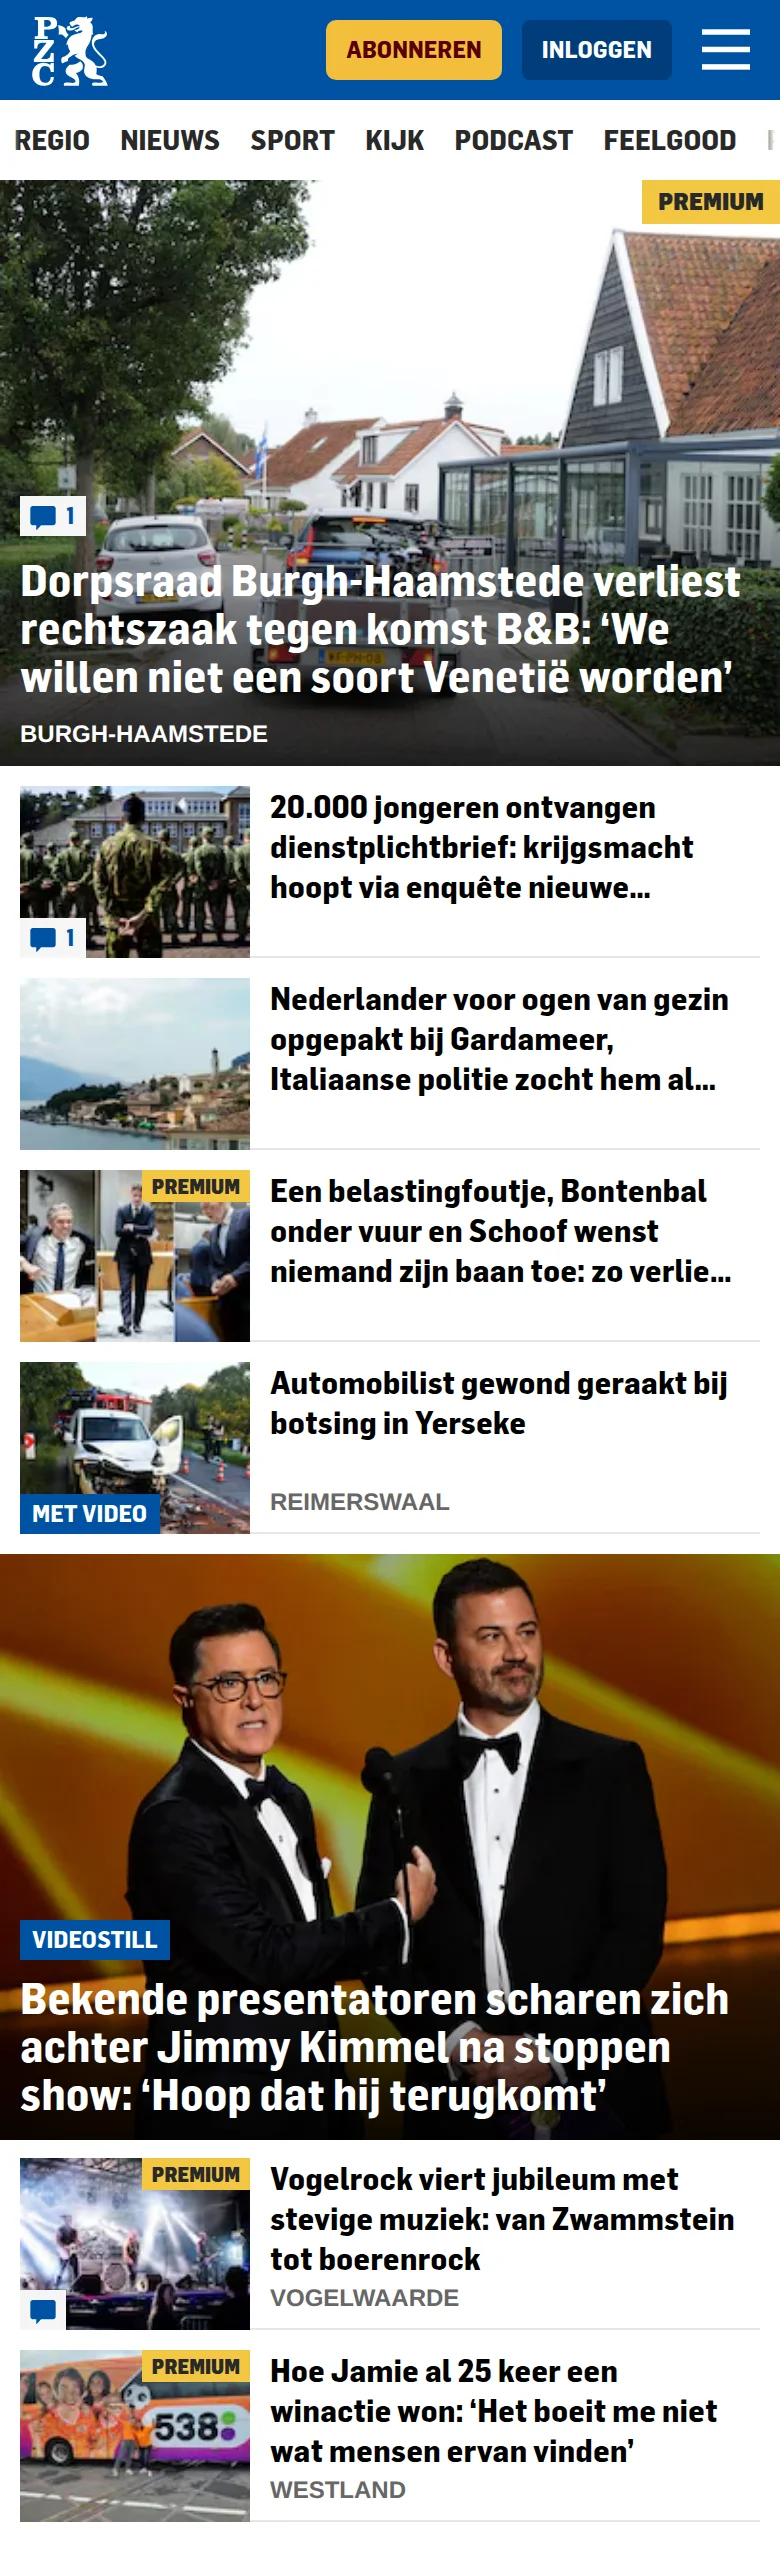 PZC
ABONNEREN
INLOGGEN
REGIO NIEUWS SPORT KIJK PODCAST FEELGOOD
PREMIUM
1
Dorpsraad Burgh-Haamstede verliest
rechtszaak tegen komst B&B: ‘We
willen niet een soort Venetië worden’
BURGH-HAAMSTEDE
1
20.000 jongeren ontvangen
dienstplichtbrief: krijgsmacht
hoopt via enquête nieuwe...
Nederlander voor ogen van gezin
opgepakt bij Gardameer,
Italiaanse politie zocht hem al...
PREMIUM
Een belastingfoutje, Bontenbal
onder vuur en Schoof wenst
niemand zijn baan toe: zo verlie...
MET VIDEO
Automobilist gewond geraakt bij
botsing in Yerseke
REIMERSWAAL
VIDEOSTILL
Bekende presentatoren scharen zich
achter Jimmy Kimmel na stoppen
show: ‘Hoop dat hij terugkomt’
PREMIUM
Vogelrock viert jubileum met
stevige muziek: van Zwammstein
tot boerenrock
VOGELWAARDE
PREMIUM
538
Hoe Jamie al 25 keer een
winactie won: ‘Het boeit me niet
wat mensen ervan vinden’
WESTLAND